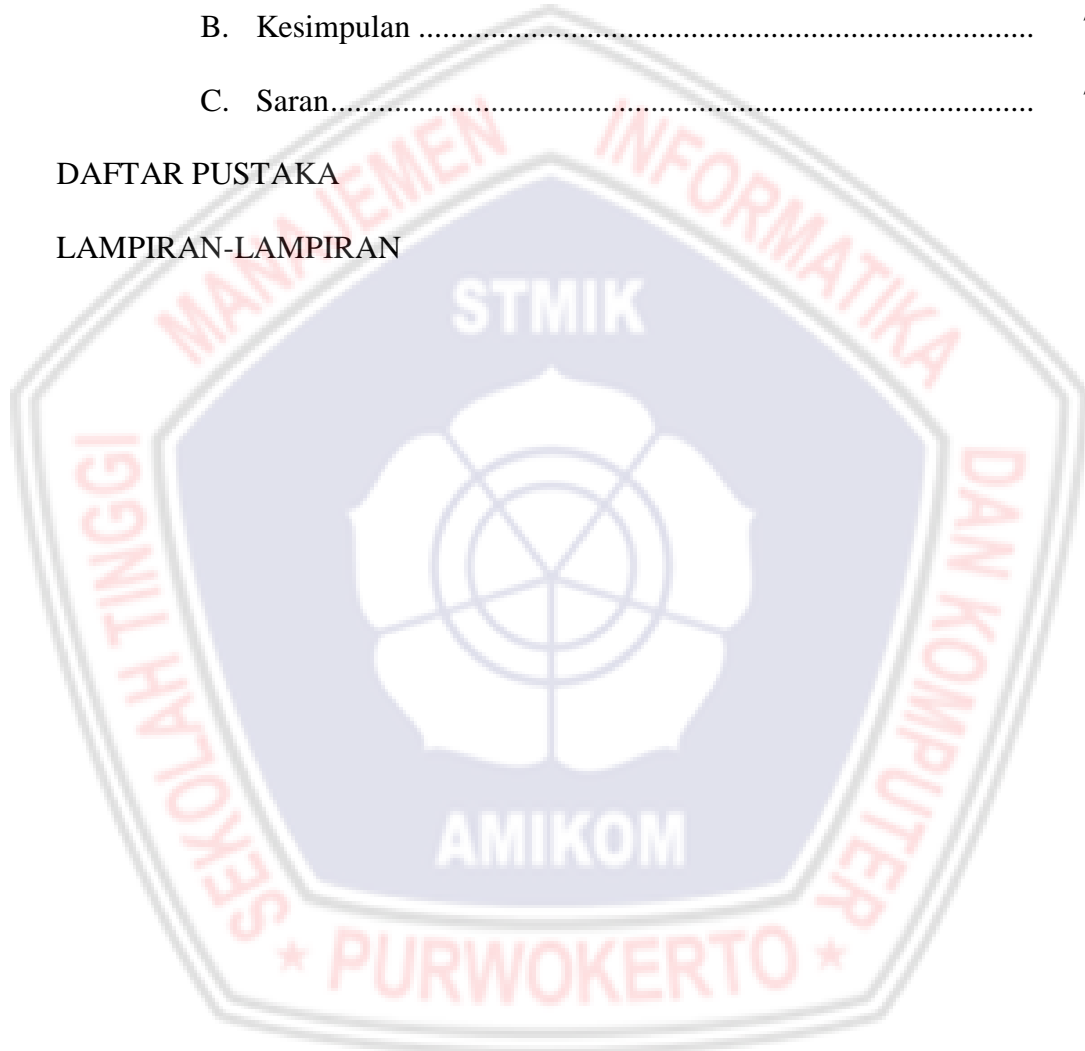 B. Kesimpulan ................................................................
C. Saran.........................................................................
DAFTAR PUSTAKA
LAMPIRAN-LAMPIRAN
SEKOLAH TINGGI MANAJEMEN INFORMATIKA DAN KOMPUTER
STMIK
AMIKOM
* PURWOKERTO *